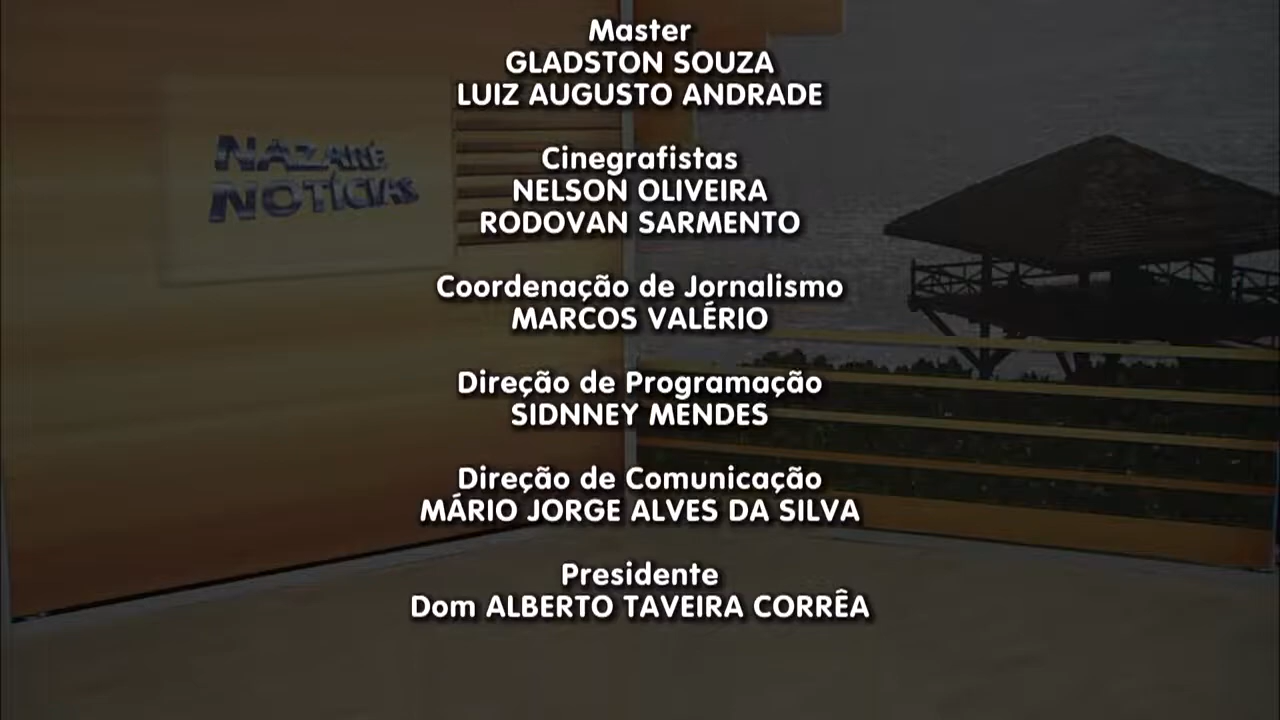 Master
GLADSTON SOUZA
LUIZ AUGUSTO ANDRADE
Cinegrafistas
NELSON OLIVEIRA
RODOVAN SARMENTO
Coordenação de Jornalismo
MARCOS VALÉRIO
Direção de Programação
SIDNNEY MENDES
Direção de Comunicação
MÁRIO JORGE ALVES DA SILVA
Presidente
Dom ALBERTO TAVEIRA CORRÊA
NAZARÉ
NOTÍCIAS